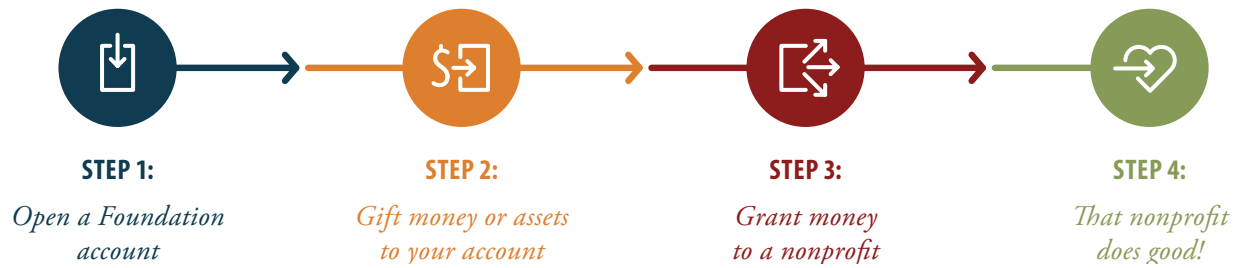 STEP 1:
Open a Foundation
account
STEP 2:
Gift money or assets
to your account
STEP 3:
Grant money
to a nonprofit
STEP 4:
That nonprofit
does good!